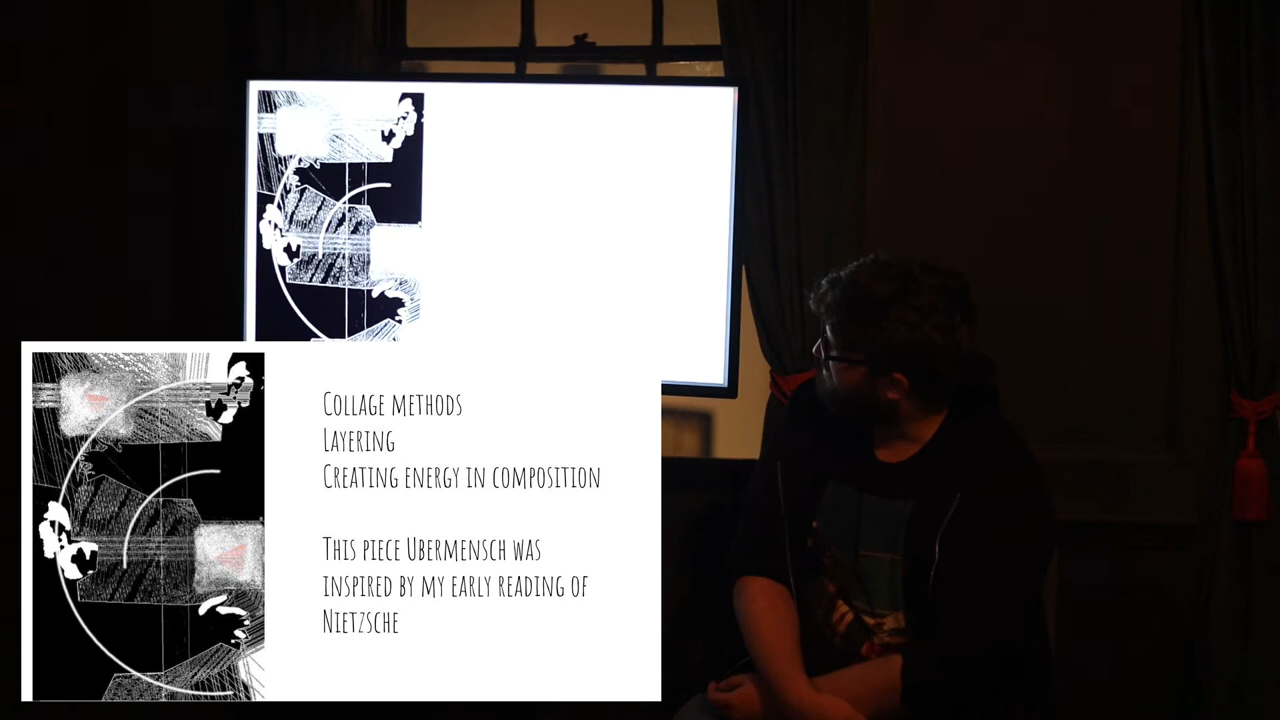 Collage methods
Layering
Creating energy in composition
This piece Ubermensch was
inspired by my early reading of
Nietzsche